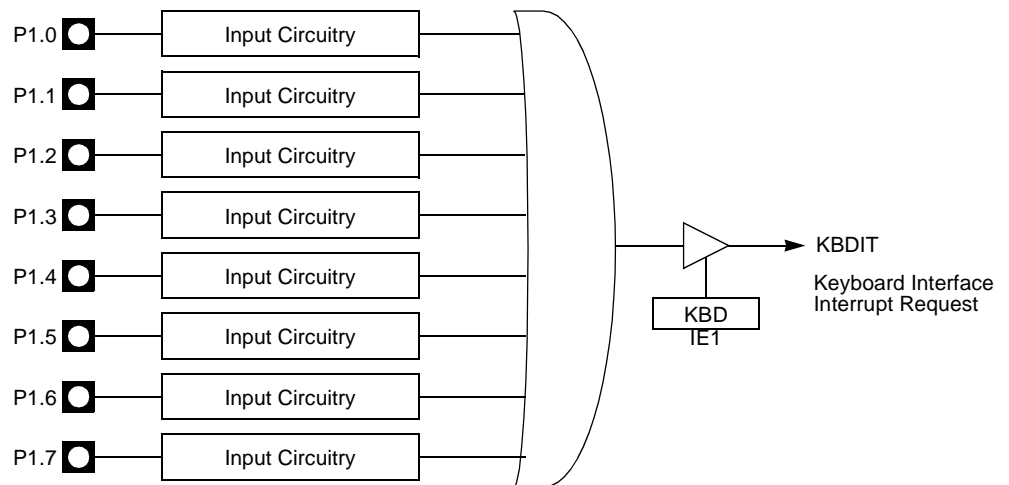 P1.0 Input Circuitry
P1.1 Input Circuitry
P1.2 Input Circuitry
P1.3 Input Circuitry
P1.4 Input Circuitry
P1.5 Input Circuitry
P1.6 Input Circuitry
P1.7 Input Circuitry
KBDIT
Keyboard Interface
Interrupt Request
KBD
IE1